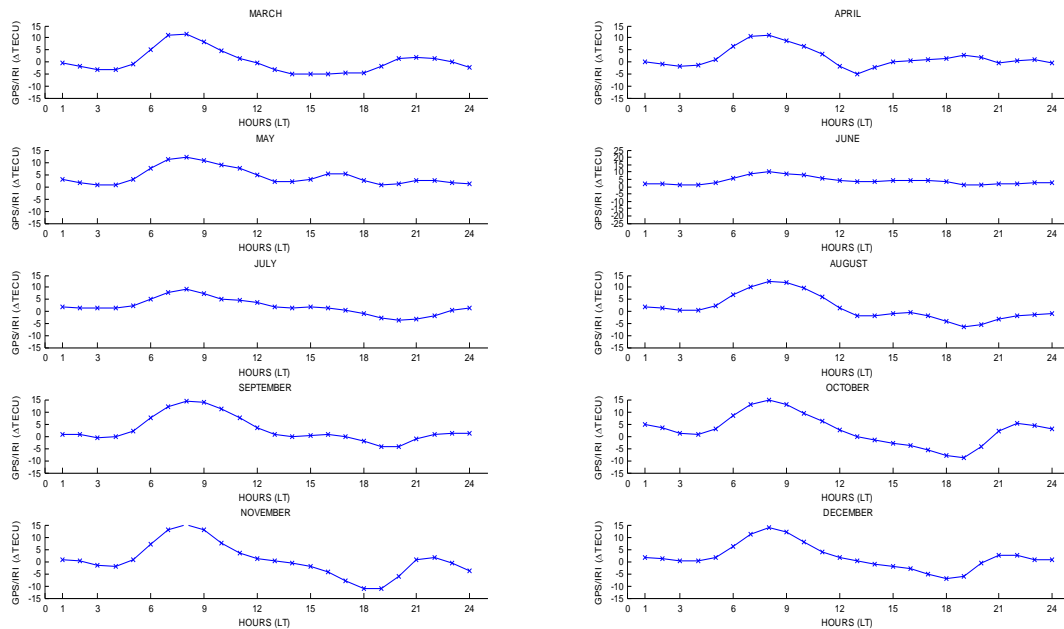 MARCH
GPS/IRI (∆TECU)
15
10
5
0
-5
-10
-15
0 1 3 6 9 12 15 18 21 24
HOURS (LT)
APRIL
GPS/IRI (∆TECU)
15
10
5
0
-5
-10
-15
0 1 3 6 9 12 15 18 21 24
HOURS (LT)
MAY
GPS/IRI (∆TECU)
15
10
5
0
-5
-10
-15
0 1 3 6 9 12 15 18 21 24
HOURS (LT)
JUNE
GPS/IRI (∆TECU)
25
20
15
10
5
0
-5
-10
-15
-25
0 1 3 6 9 12 15 18 21 24
HOURS (LT)
JULY
GPS/IRI (∆TECU)
15
10
5
0
-5
-10
-15
0 1 3 6 9 12 15 18 21 24
HOURS (LT)
AUGUST
GPS/IRI (∆TECU)
15
10
5
0
-5
-10
-15
0 1 3 6 9 12 15 18 21 24
HOURS (LT)
SEPTEMBER
GPS/IRI (∆TECU)
15
10
5
0
-5
-10
-15
0 1 3 6 9 12 15 18 21 24
HOURS (LT)
OCTOBER
GPS/IRI (∆TECU)
15
10
5
0
-5
-10
-15
0 1 3 6 9 12 15 18 21 24
HOURS (LT)
NOVEMBER
GPS/IRI (∆TECU)
15
10
5
0
-5
-10
-15
0 1 3 6 9 12 15 18 21 24
HOURS (LT)
DECEMBER
GPS/IRI (∆TECU)
15
10
5
0
-5
-10
-15
0 1 3 6 9 12 15 18 21 24
HOURS (LT)